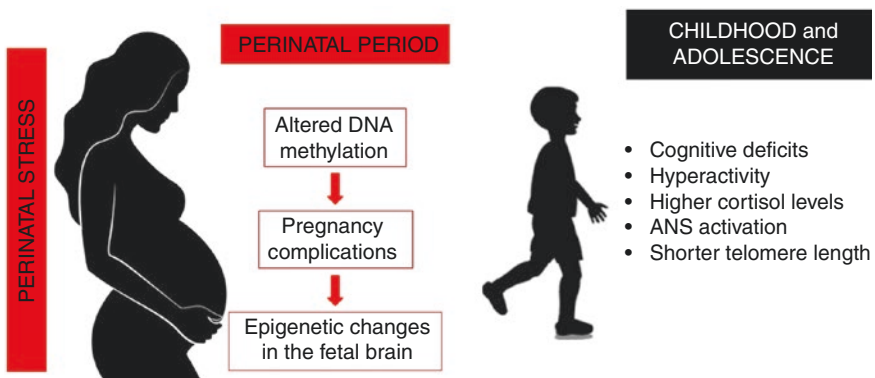 PERINATAL STRESS
PERINATAL PERIOD
Altered DNA
methylation
Pregnancy
complications
Epigenetic changes
in the fetal brain
CHILDHOOD and
ADOLESCENCE
• Cognitive deficits
• Hyperactivity
• Higher cortisol levels
• ANS activation
• Shorter telomere length